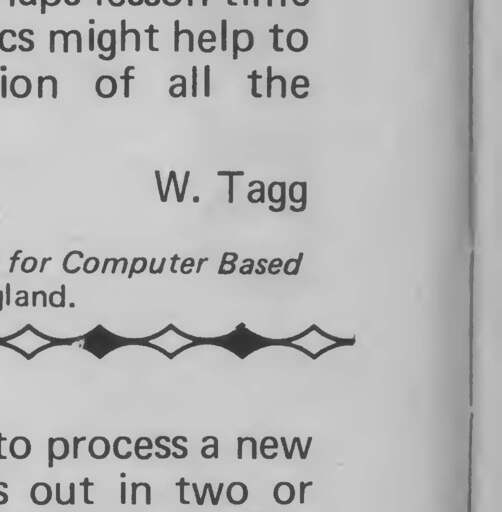 lesson time
cs might help to
ion of all the
W. Tagg
for Computer Based
gland.
to process a new
s out in two or